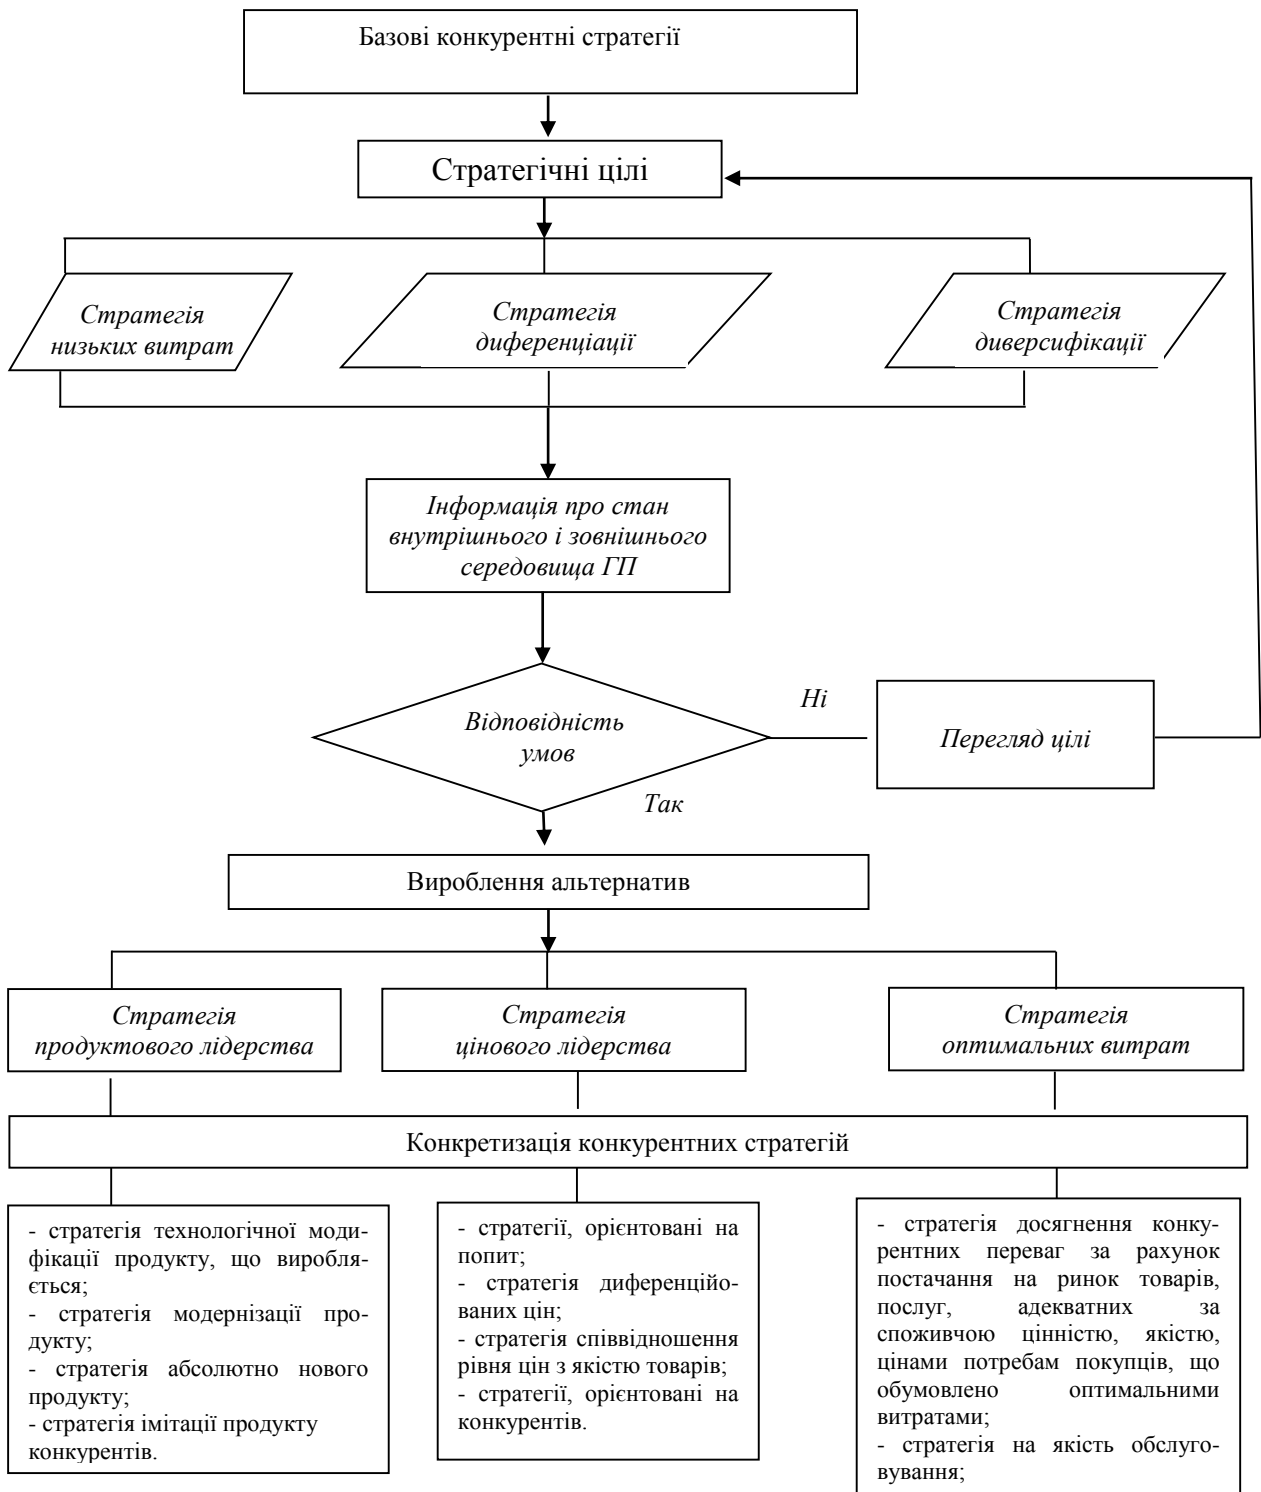 Базові конкурентні стратегії
Стратегічні цілі
Стратегія
низьких витрат
Стратегія
диференціації
Стратегія
диверсифікації
Інформація про стан
внутрішнього і зовнішнього
середовища ГП
Відповідність
умов
Ні
Перегляд цілі
Так
Вироблення альтернатив
Стратегія
продуктового лідерства
Стратегія
цінового лідерства
Стратегія
оптимальних витрат
Конкретизація конкурентних стратегій
- стратегія технологічної моди-
фікації продукту, що виробля-
ється;
- стратегія модернізації про-
дукту;
- стратегія абсолютно нового
продукту;
- стратегія імітації продукту
конкурентів.
- стратегії, орієнтовані на
попит;
- стратегія диференційо-
ваних цін;
- стратегія співвідношення
рівня цін з якістю товарів;
- стратегії, орієнтовані на
конкурентів.
- стратегія досягнення конку-
рентних переваг за рахунок
постачання на ринок товарів,
послуг, адекватних за
споживчою цінністю, якістю,
цінами потребам покупців, що
обумовлено оптимальними
витратами;
- стратегія на якість обслуго-
вування;